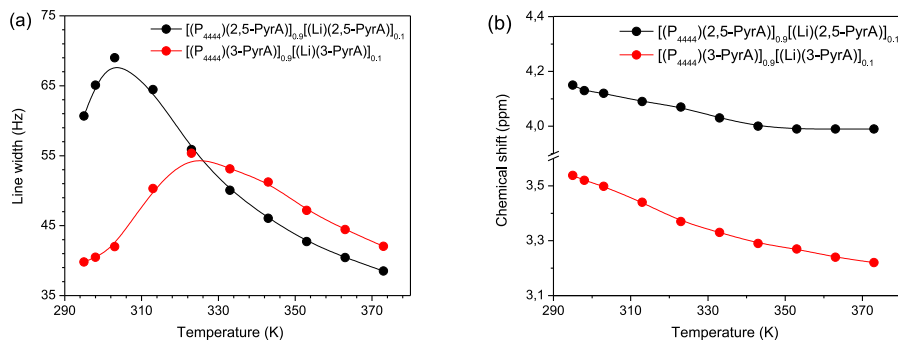 (a)
[(P4444)(2,5-PyrA)]0.9[(Li)(2,5-PyrA)]0.1
[(P4444)(3-PyrA)]0.9[(Li)(3-PyrA)]0.1
75
65
55
45
35
Line width (Hz)
290
310
330
350
370
Temperature (K)
(b)
[(P4444)(2,5-PyrA)]0.9[(Li)(2,5-PyrA)]0.1
[(P4444)(3-PyrA)]0.9[(Li)(3-PyrA)]0.1
4,4
4,2
4,0
3,5
3,3
3,1
Chemical shift (ppm)
290
310
330
350
370
Temperature (K)